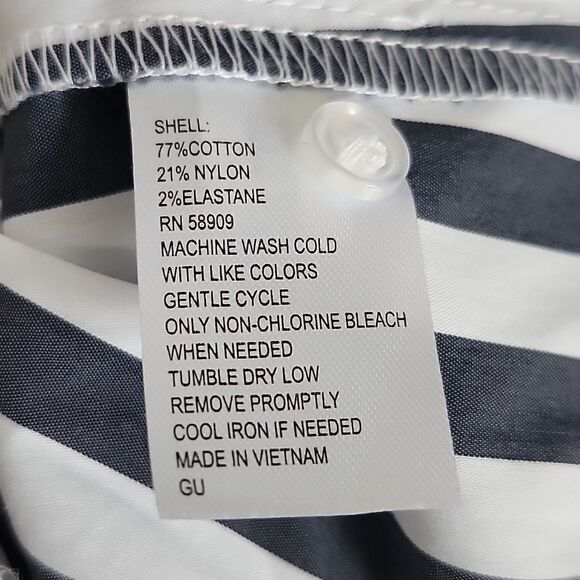 SHELL:
77%COTTON
21% NYLON
2%ELASTANE
RN 58909
MACHINE WASH COLD
WITH LIKE COLORS
GENTLE CYCLE
ONLY NON-CHLORINE BLEACH
WHEN NEEDED
TUMBLE DRY LOW
REMOVE PROMPTLY
COOL IRON IF NEEDED
MADE IN VIETNAM
GU